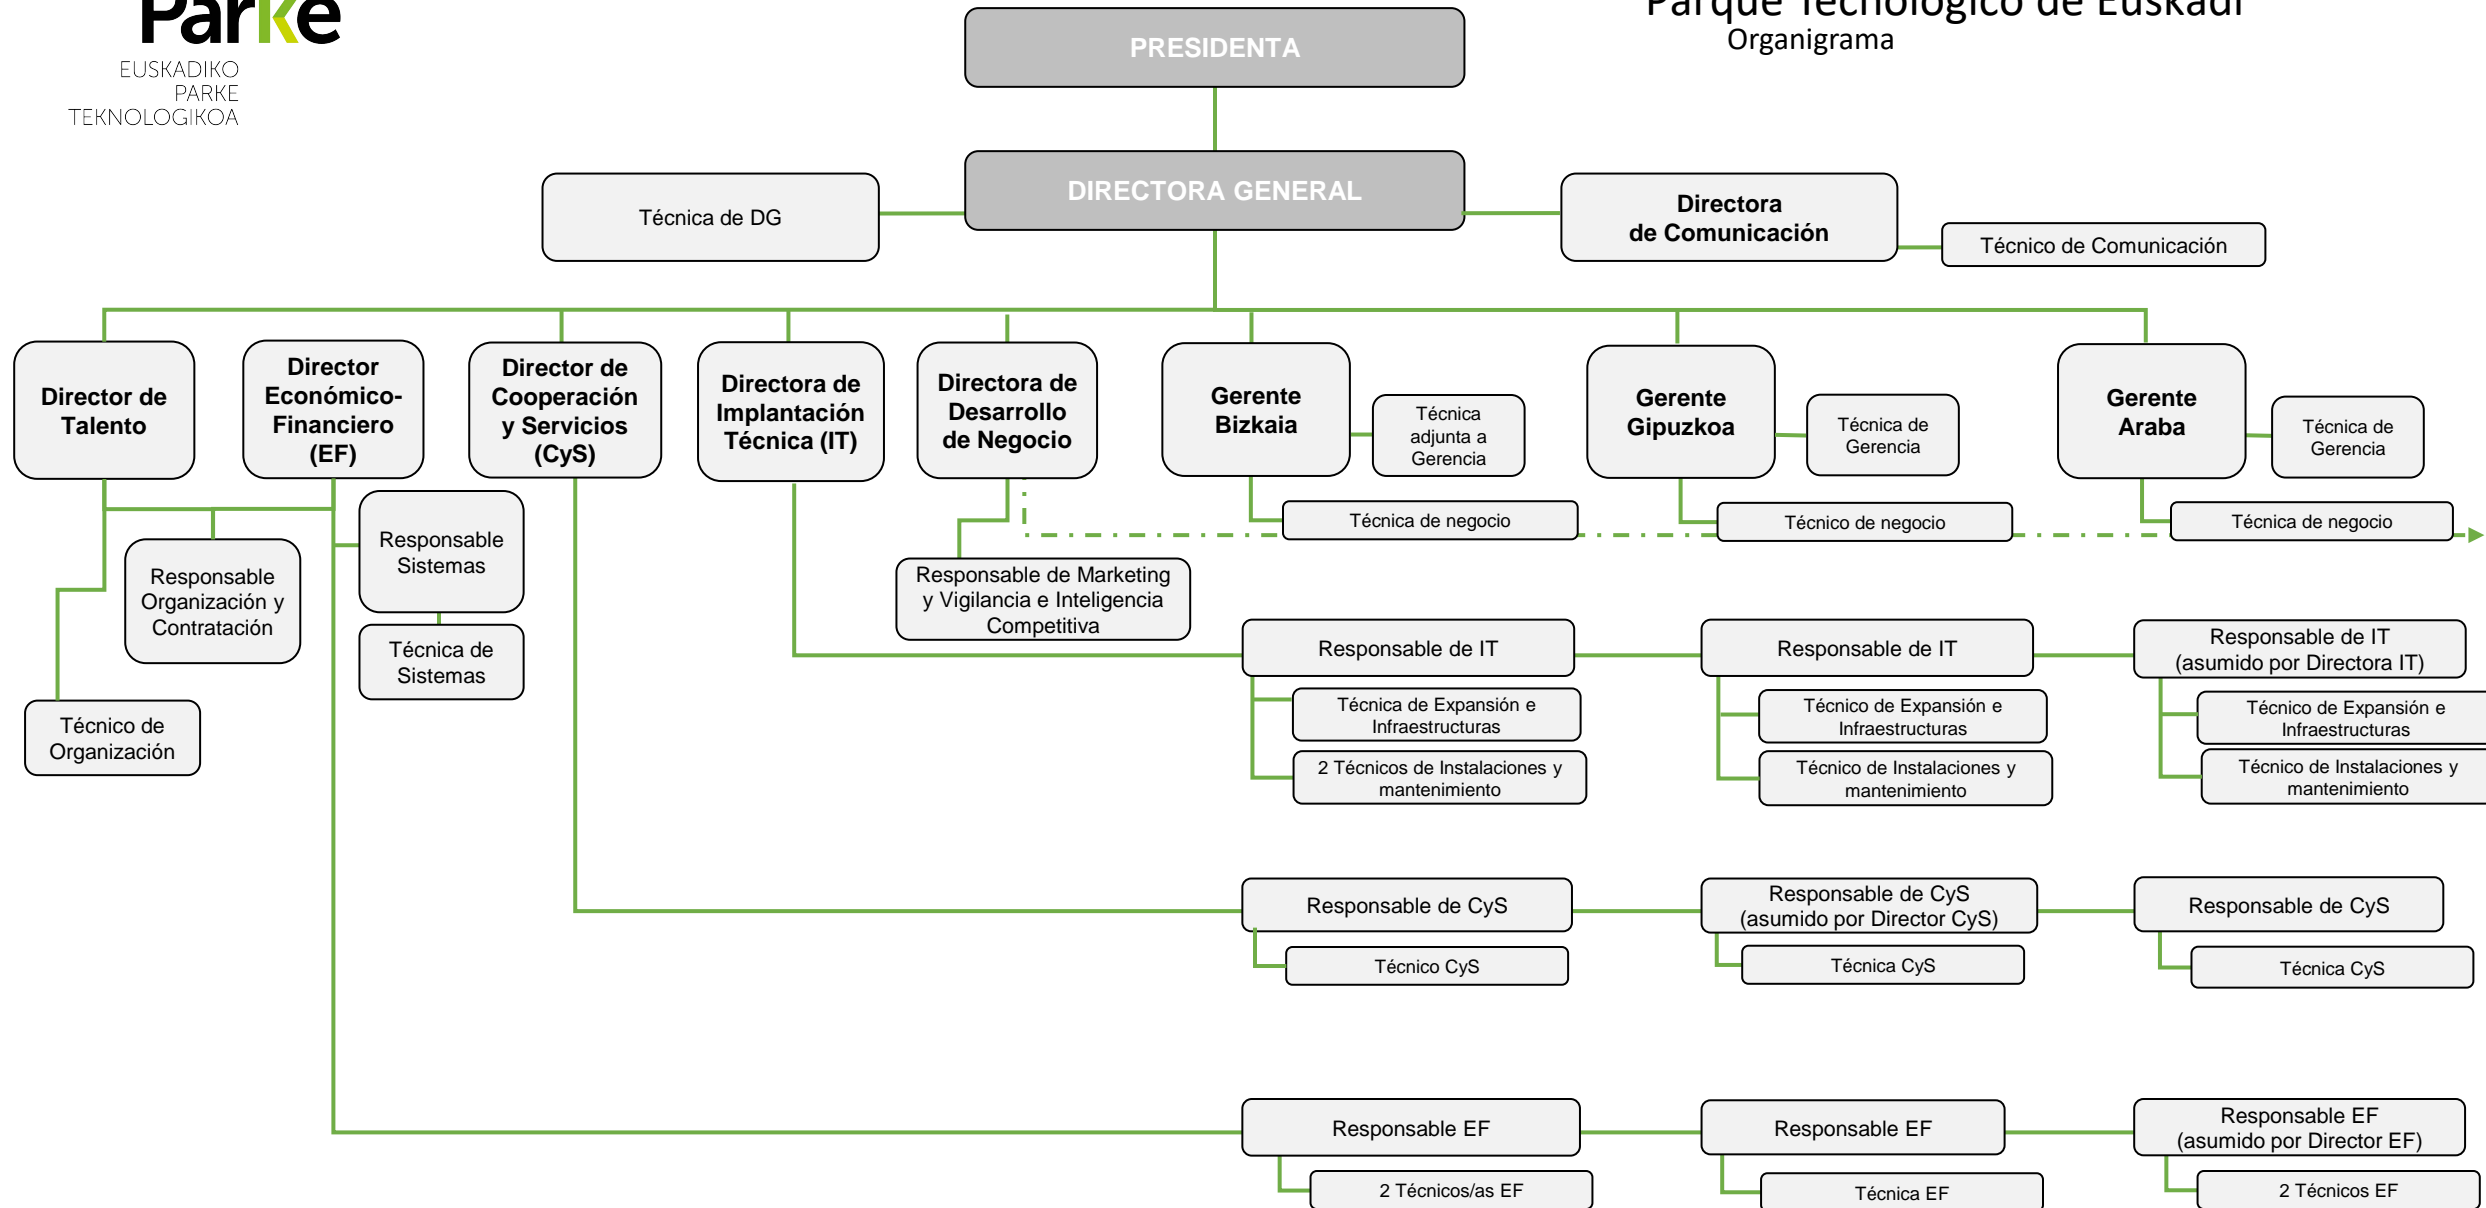 Parke
EUSKADIKO
PARKE
TEKNOLOGIKOA
Parque Tecnológico de Euskadi
Organigrama
PRESIDENTA
DIRECTORA GENERAL
Técnica de DG
Directora
de Comunicación
Técnico de Comunicación
Director de
Talento
Director
Económico-
Financiero
(EF)
Director de
Cooperación
y Servicios
(CyS)
Directora de
Implantación
Técnica (IT)
Directora de
Desarrollo
de Negocio
Gerente
Bizkaia
Técnica
adjunta a
Gerencia
Gerente
Gipuzkoa
Técnica de
Gerencia
Gerente
Araba
Técnica de
Gerencia
Técnica de negocio
Técnico de negocio
Técnica de negocio
Responsable
Organización y
Contratación
Responsable
Sistemas
Técnica de
Sistemas
Técnico de
Organización
Responsable de Marketing
y Vigilancia e Inteligencia
Competitiva
Responsable de IT
Responsable de IT
Responsable de IT
(asumido por Directora IT)
Técnica de Expansión e
Infraestructuras
Técnico de Expansión e
Infraestructuras
Técnico de Expansión e
Infraestructuras
2 Técnicos de Instalaciones y
mantenimiento
Técnico de Instalaciones y
mantenimiento
Técnico de Instalaciones y
mantenimiento
Responsable de CyS
Responsable de CyS
(asumido por Director CyS)
Responsable de CyS
Técnico CyS
Técnica CyS
Técnica CyS
Responsable EF
Responsable EF
Responsable EF
(asumido por Director EF)
2 Técnicos/as EF
Técnica EF
2 Técnicos EF